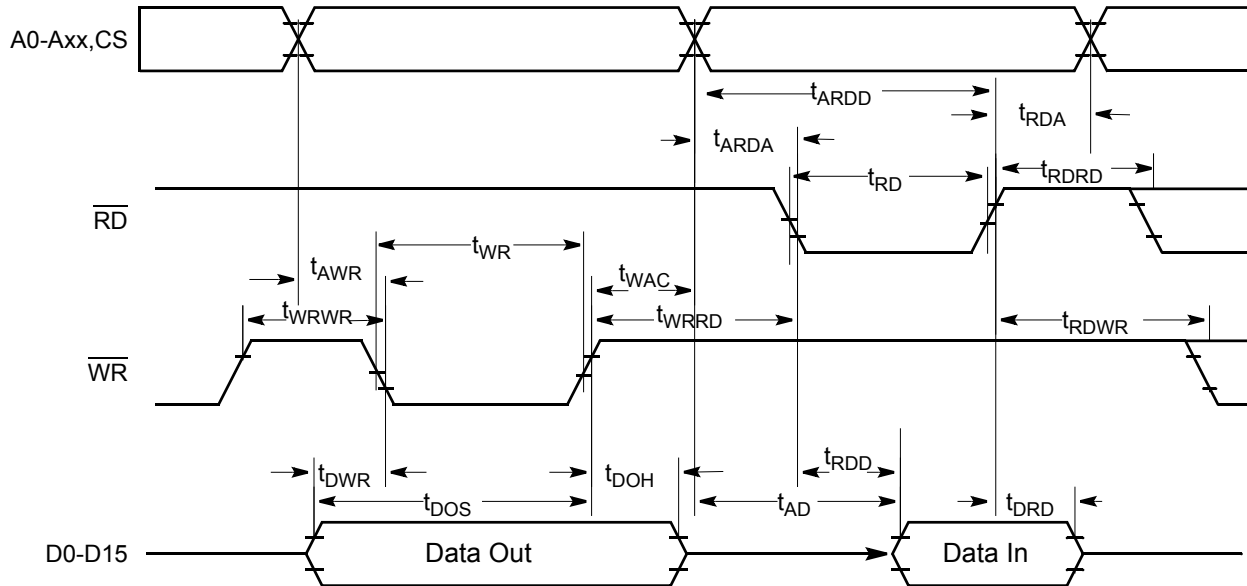 A0-Axx,CS
tARDD
tRDA
tARDA
tRD
tRDRD
RD
tWR
tAWR
tWAC
tWRWR
tWRRD
tRDWR
WR
tRDD
tDWR
tDOH
tDOS
tAD
tDRD
D0-D15
Data Out
Data In